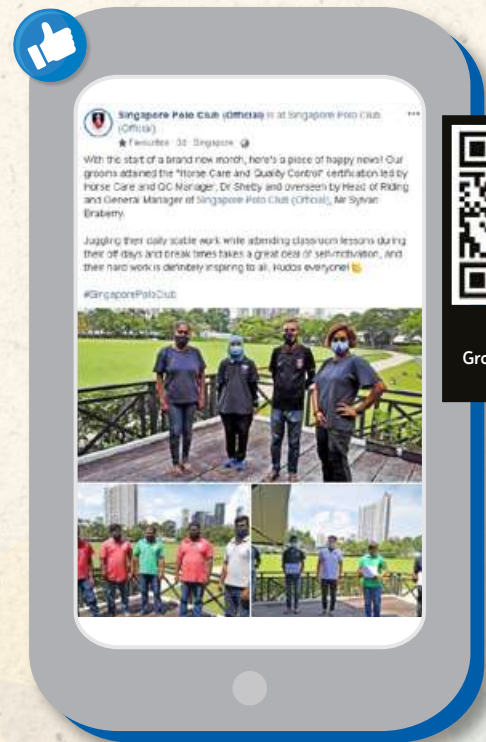 Singapore Polo Club (Official) is at Singapore Polo Club
(Official).
Favourites · 3d · Singapore ·
With the start of a brand new month, here's a piece of happy news! Our
grooms attained the "Horse Care and Quality Control" certification led by
Horse Care and QC Manager, Dr Shelby and overseen by Head of Riding
and General Manager of Singapore Polo Club (Official), Mr Sylvan
Braberry.
Juggling their daily stable work while attending classroom lessons during
their off days and break times takes a great deal of self-motivation, and
their hard work is definitely inspiring to all. Kudos everyone!
#SingaporePoloClub
Gro